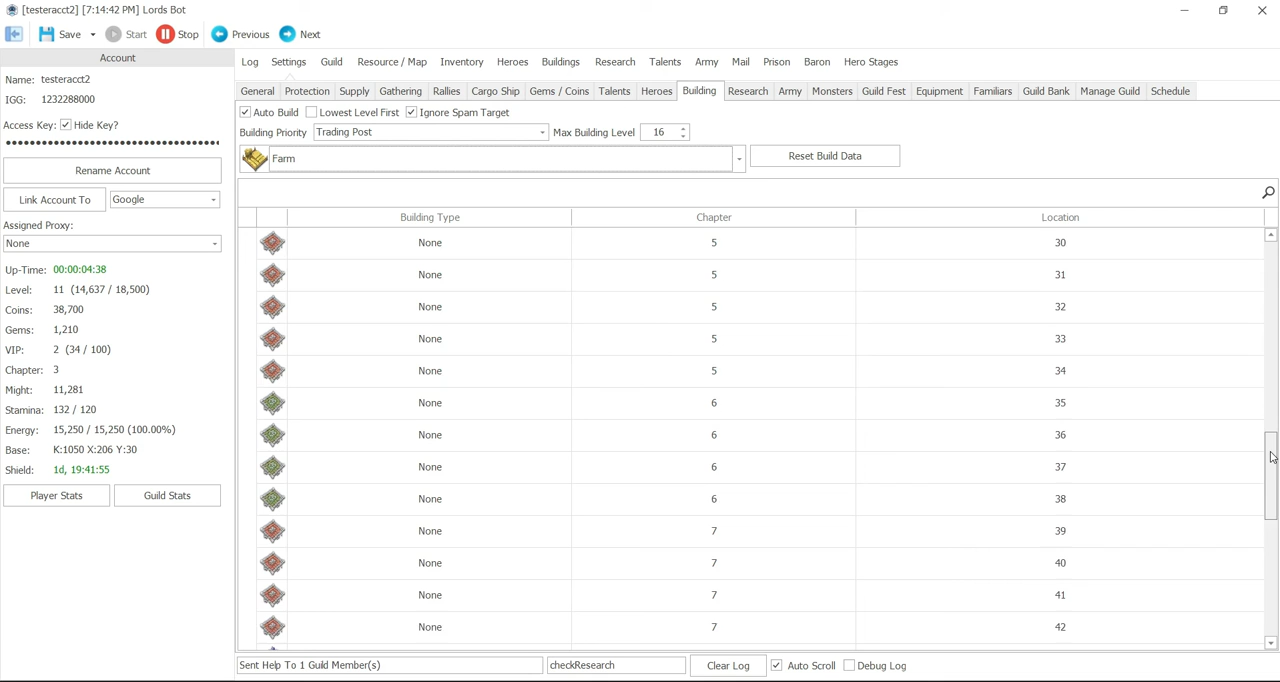 [testeracct2] [7:14:42 PM] Lords Bot
Save Start Stop Previous Next
Account
Name: testeracct2
IGG: 1232288000
Access Key: Hide Key?
Rename Account
Link Account To Google
Assigned Proxy:
None
Up-Time: 00:00:04:38
Level: 11 (14,637 / 18,500)
Coins: 38,700
Gems: 1,210
VIP: 2 (34 / 100)
Chapter: 3
Might: 11,281
Stamina: 132 / 120
Energy: 15,250 / 15,250 (100.00%)
Base: K:1050 X:206 Y:30
Shield: 1d, 19:41:55
Player Stats Guild Stats
Log Settings Guild Resource / Map Inventory Heroes Buildings Research Talents Army Mail Prison Baron Hero Stages
General Protection Supply Gathering Rallies Cargo Ship Gems / Coins Talents Heroes Building Research Army Monsters Guild Fest Equipment Familiars Guild Bank Manage Guild Schedule
Auto Build Lowest Level First Ignore Spam Target
Building Priority Trading Post Max Building Level 16
Farm Reset Build Data
Building Type Chapter Location
None 5 30
None 5 31
None 5 32
None 5 33
None 5 34
None 6 35
None 6 36
None 6 37
None 6 38
None 7 39
None 7 40
None 7 41
None 7 42
Sent Help To 1 Guild Member(s) checkResearch Clear Log Auto Scroll Debug Log